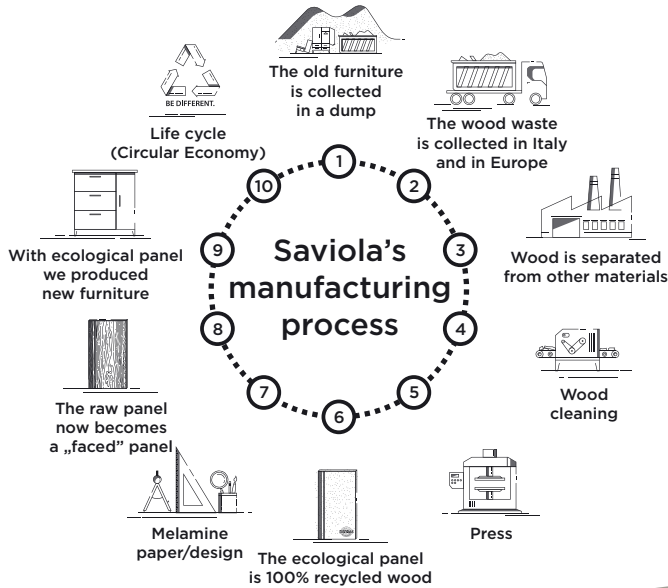 The old furniture
is collected
in a dump
The wood waste
is collected in Italy
and in Europe
Wood is separated
from other materials
Wood
cleaning
Press
The ecological panel
is 100% recycled wood
Melamine
paper/design
The raw panel
now becomes
a „faced” panel
With ecological panel
we produced
new furniture
BE DIFFERENT.
Life cycle
(Circular Economy)
1
2
3
4
5
6
7
8
9
10
Saviola's
manufacturing
process